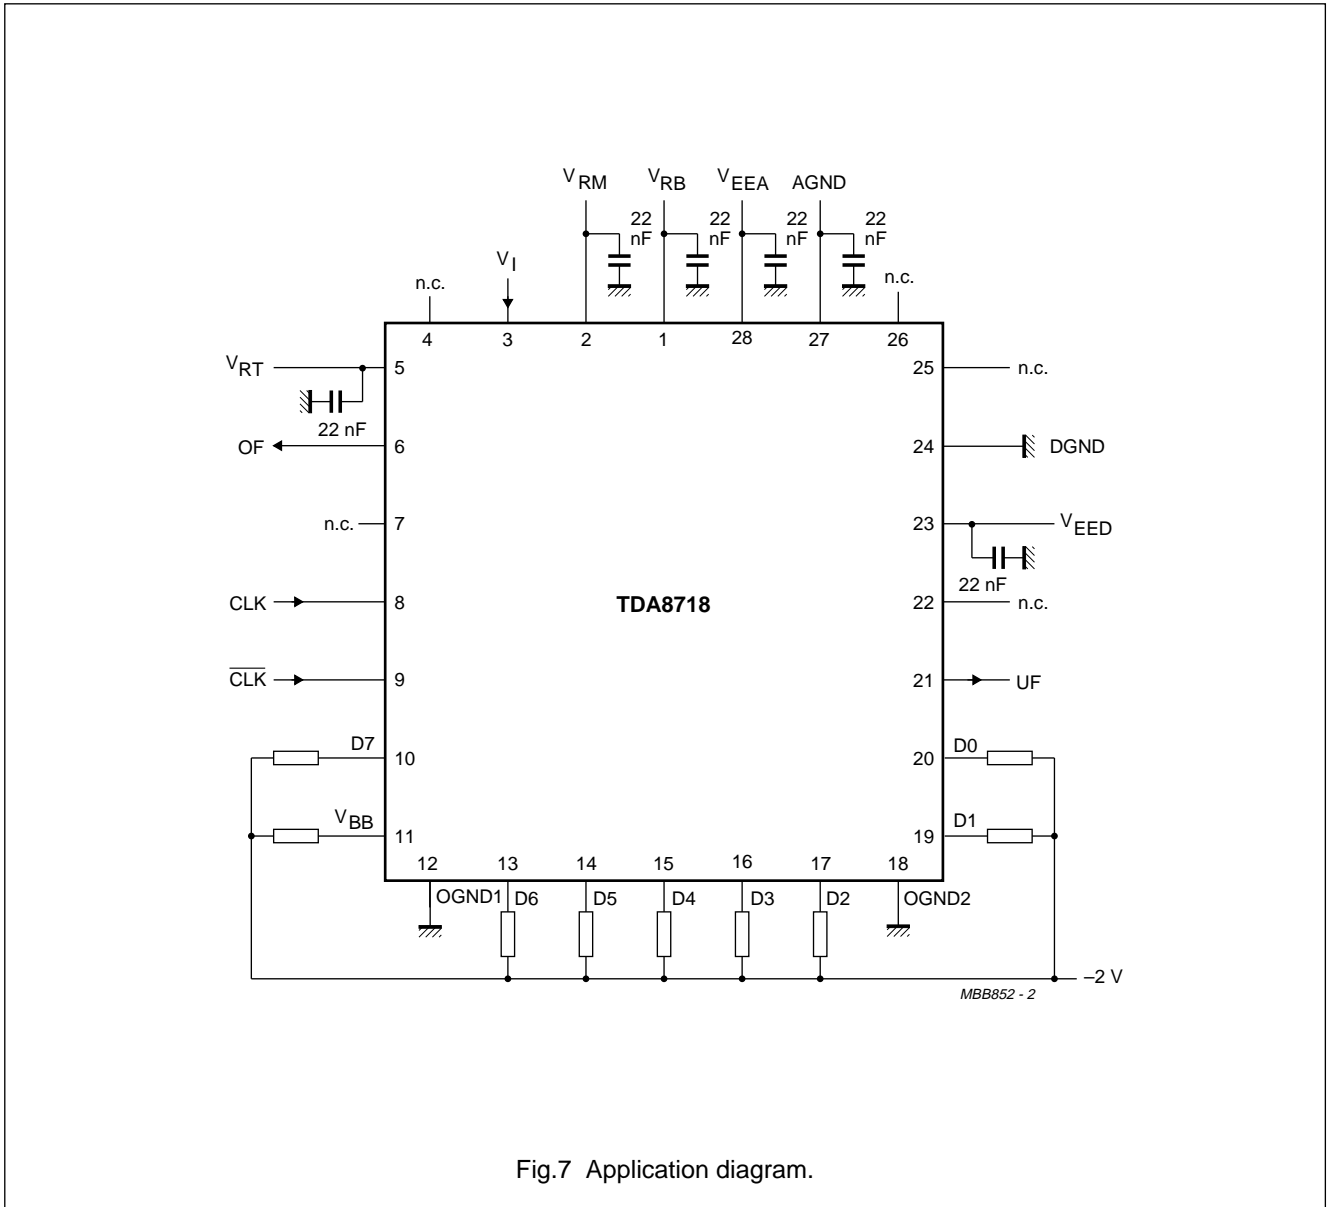 V RM V RB V EEA AGND
22 nF 22 nF 22 nF 22 nF
V I
n.c. n.c.
4 3 2 1 28 27 26
V RT 5 25 n.c.
22 nF
OF 6 24 DGND
n.c. 7 23 V EED
22 nF
CLK 8 TDA8718 22 n.c.
CLK 9 21 UF
D7 10 20 D0
V BB 11 19 D1
12 13 14 15 16 17 18
OGND1 D6 D5 D4 D3 D2 OGND2
–2 V
MBB852 - 2
Fig.7 Application diagram.